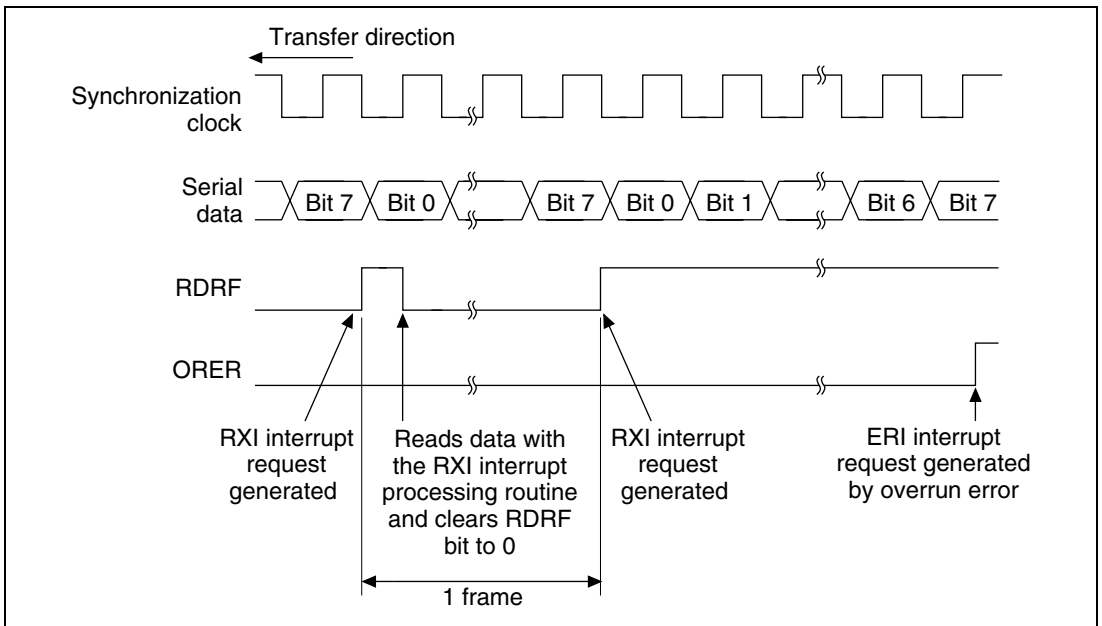 Transfer direction
Synchronization
clock
Serial
data
Bit 7
Bit 0
Bit 7
Bit 0
Bit 1
Bit 6
Bit 7
RDRF
ORER
RXI interrupt
request
generated
Reads data with
the RXI interrupt
processing routine
and clears RDRF
bit to 0
RXI interrupt
request
generated
ERI interrupt
request generated
by overrun error
1 frame